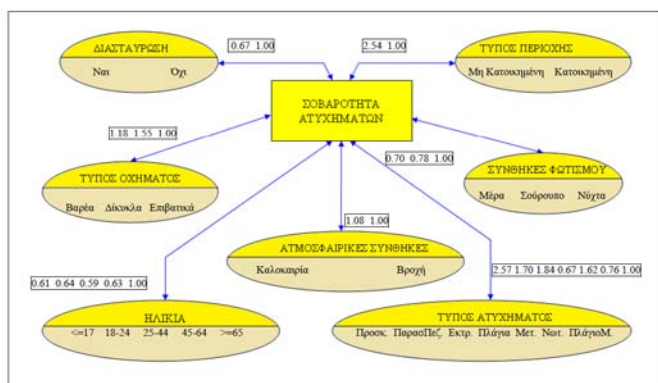 ΔΙΑΣΤΑΥΡΩΣΗ
Ναι Όχι
0.67 1.00
2.54 1.00
ΤΥΠΟΣ ΠΕΡΙΟΧΗΣ
Μη Κατοικημένη Κατοικημένη
ΣΟΒΑΡΟΤΗΤΑ
ΑΤΥΧΗΜΑΤΩΝ
1.18 1.55 1.00
ΤΥΠΟΣ ΟΧΗΜΑΤΟΣ
Βαρέα Δίκυκλα Επιβατικά
0.70 0.78 1.00
ΣΥΝΘΗΚΕΣ ΦΩΤΙΣΜΟΥ
Μέρα Σούρουπο Νύχτα
1.08 1.00
ΑΤΜΟΣΦΑΙΡΙΚΕΣ ΣΥΝΘΗΚΕΣ
Καλοκαιρία Βροχή
0.61 0.64 0.59 0.63 1.00
ΗΛΙΚΙΑ
<=17 18-24 25-44 45-64 >=65
2.57 1.70 1.84 0.67 1.62 0.76 1.00
ΤΥΠΟΣ ΑΤΥΧΗΜΑΤΟΣ
Προσκ. ΠαρασΠεζ. Εκτρ. Πλάγια Μετ. Νωτ. ΠλάγιοΜ.